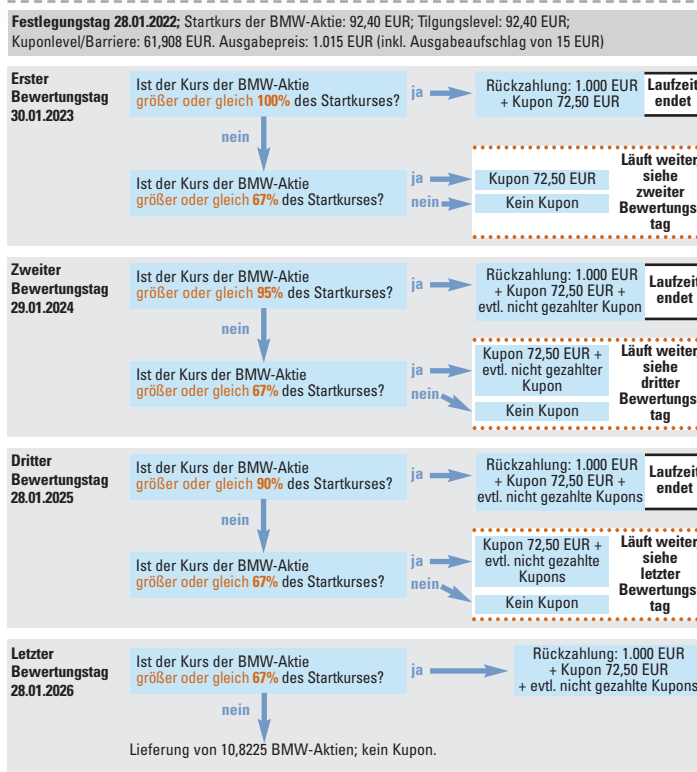 Festlegungstag 28.01.2022; Startkurs der BMW-Aktie: 92,40 EUR; Tilgungslevel: 92,40 EUR;
Kuponlevel/Barriere: 61,908 EUR. Ausgabepreis: 1.015 EUR (inkl. Ausgabeaufschlag von 15 EUR)
Erster
Bewertungstag
30.01.2023
Ist der Kurs der BMW-Aktie
größer oder gleich 100% des Startkurses?
ja
Rückzahlung: 1.000 EUR
+ Kupon 72,50 EUR
Laufzeit
endet
nein
Ist der Kurs der BMW-Aktie
größer oder gleich 67% des Startkurses?
ja
Kupon 72,50 EUR
nein
Kein Kupon
Läuft weiter,
siehe
zweiter
Bewertungs-
tag
Zweiter
Bewertungstag
29.01.2024
Ist der Kurs der BMW-Aktie
größer oder gleich 95% des Startkurses?
ja
Rückzahlung: 1.000 EUR
+ Kupon 72,50 EUR +
evtl. nicht gezahlter Kupon
Laufzeit
endet
nein
Ist der Kurs der BMW-Aktie
größer oder gleich 67% des Startkurses?
ja
Kupon 72,50 EUR +
evtl. nicht gezahlter
Kupon
nein
Kein Kupon
Läuft weiter,
siehe
dritter
Bewertungs-
tag
Dritter
Bewertungstag
28.01.2025
Ist der Kurs der BMW-Aktie
größer oder gleich 90% des Startkurses?
ja
Rückzahlung: 1.000 EUR
+ Kupon 72,50 EUR +
evtl. nicht gezahlte Kupons
Laufzeit
endet
nein
Ist der Kurs der BMW-Aktie
größer oder gleich 67% des Startkurses?
ja
Kupon 72,50 EUR +
evtl. nicht gezahlte
Kupons
nein
Kein Kupon
Läuft weiter,
siehe
letzter
Bewertungs-
tag
Letzter
Bewertungstag
28.01.2026
Ist der Kurs der BMW-Aktie
größer oder gleich 67% des Startkurses?
ja
Rückzahlung: 1.000 EUR
+ Kupon 72,50 EUR
+ evtl. nicht gezahlte Kupons
nein
Lieferung von 10,8225 BMW-Aktien; kein Kupon.